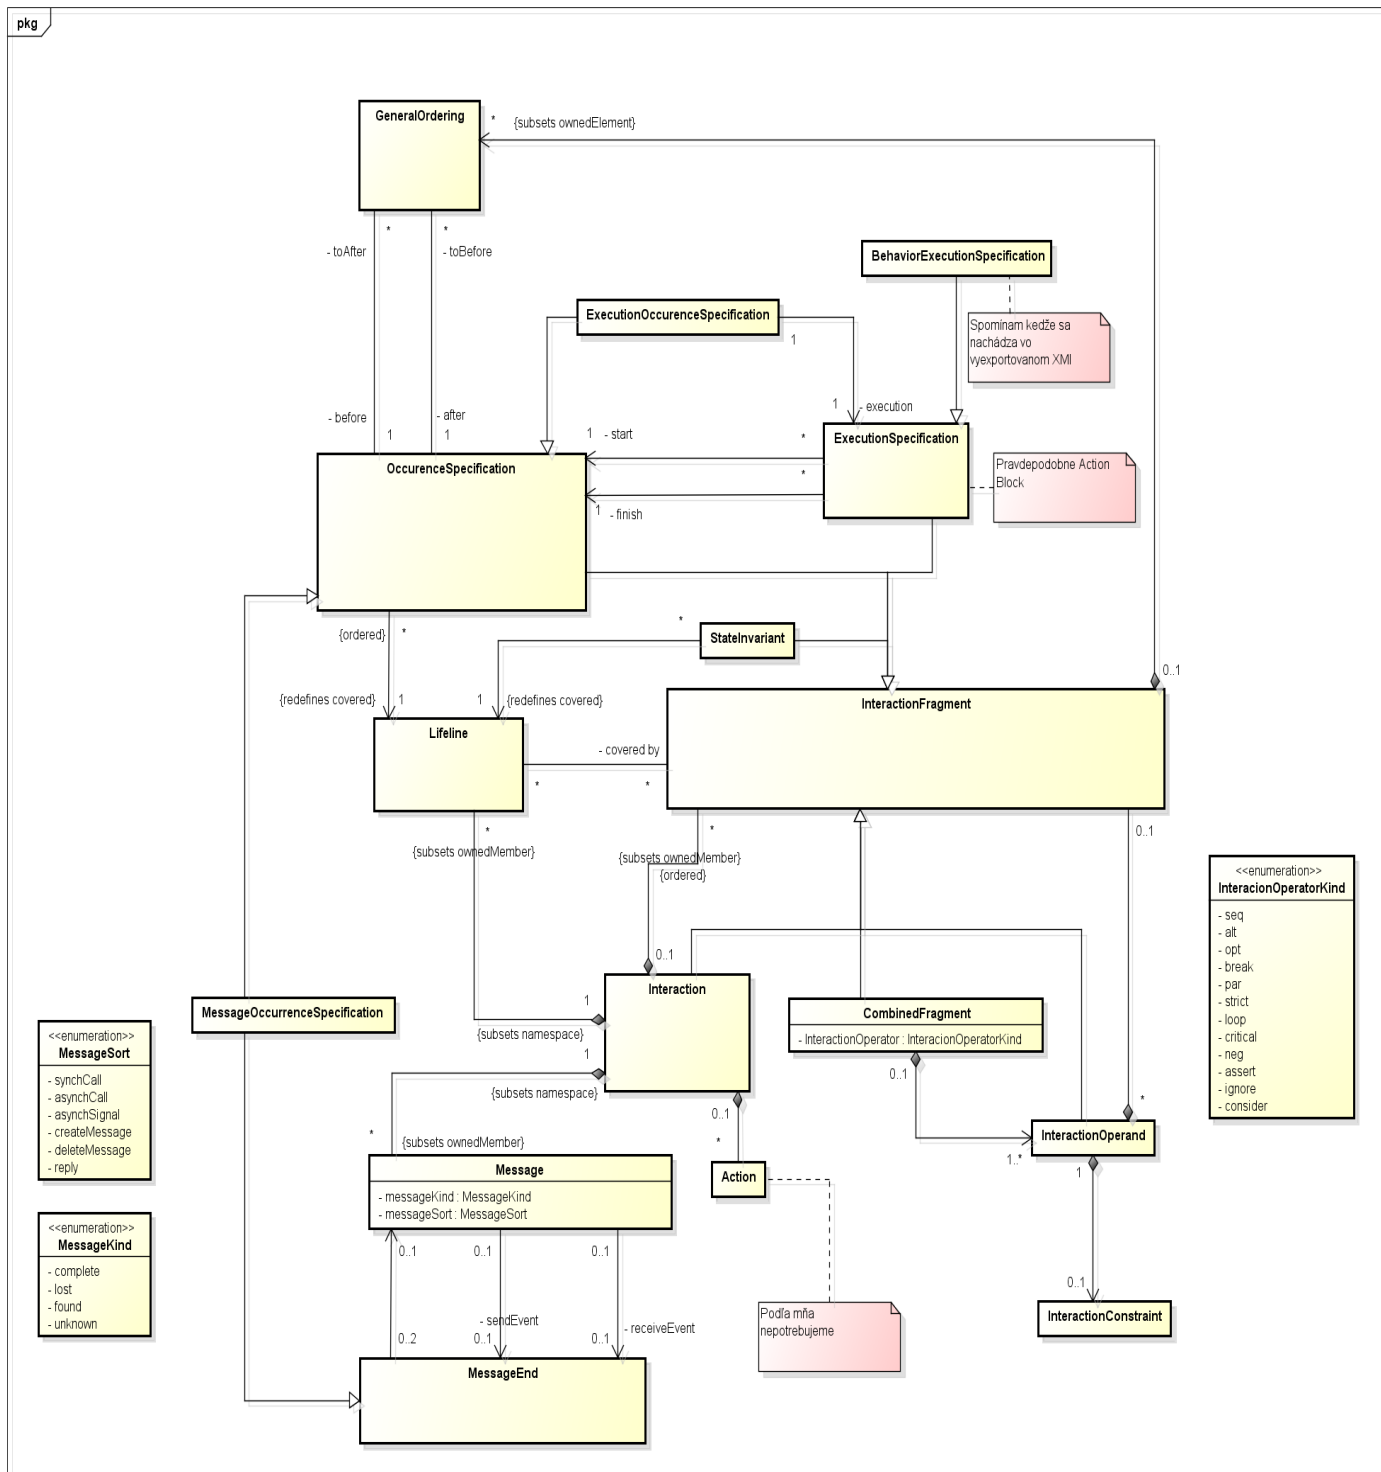 pkg
GeneralOrdering
*
{subsets ownedElement}
- toAfter
*
*
- toBefore
BehaviorExecutionSpecification
ExecutionOccurenceSpecification
1
Spomínam kedže sa
nachádza vo
vyexportovanom XMI
- before
1
- after
1
1
- execution
ExecutionSpecification
1
- start
*
*
1
- finish
Pravdepodobne Action
Block
OccurenceSpecification
{ordered}
*
*
StateInvariant
{redefines covered}
1
1
{redefines covered}
0..1
InteractionFragment
Lifeline
- covered by
*
*
*
{subsets ownedMember}
*
{subsets ownedMember}
{ordered}
0..1
<<enumeration>>
InteracionOperatorKind
- seq
- alt
- opt
- break
- par
- strict
- loop
- critical
- neg
- assert
- ignore
- consider
0..1
Interaction
1
{subsets namespace}
1
{subsets namespace}
MessageOccurrenceSpecification
CombinedFragment
- InteractionOperator : InteracionOperatorKind
0..1
<<enumeration>>
MessageSort
- synchCall
- asynchCall
- asynchSignal
- createMessage
- deleteMessage
- reply
0..1
*
*
InteractionOperand
1..*
1
*
{subsets ownedMember}
Message
- messageKind : MessageKind
- messageSort : MessageSort
Action
<<enumeration>>
MessageKind
- complete
- lost
- found
- unknown
0..1
0..1
0..1
0..1
InteractionConstraint
Podľa mňa
nepotrebujeme
- sendEvent
- receiveEvent
0..2
0..1
0..1
MessageEnd